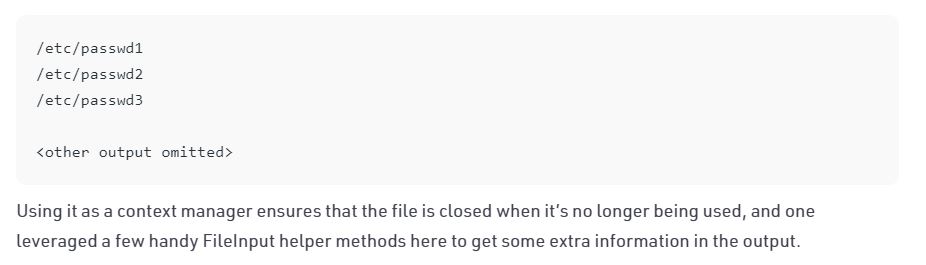 /etc/passwd1
/etc/passwd2
/etc/passwd3
<other output omitted>
Using it as a context manager ensures that the file is closed when it’s no longer being used, and one
leveraged a few handy FileInput helper methods here to get some extra information in the output.